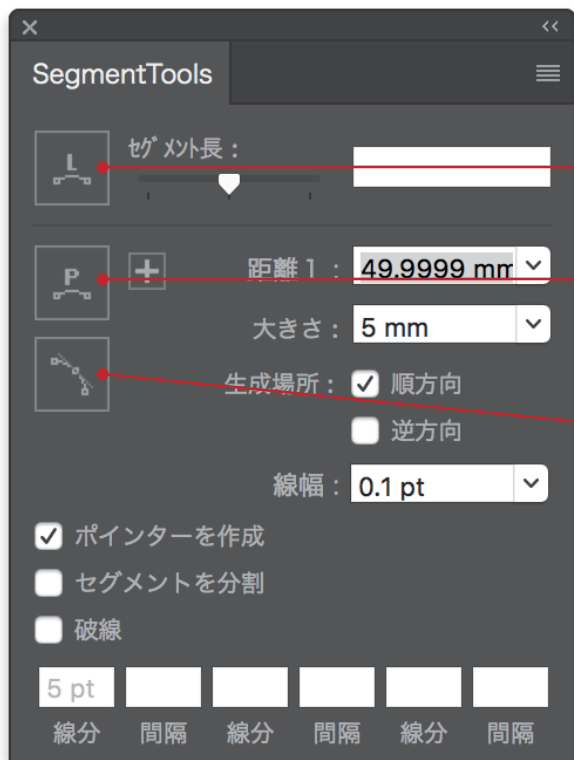 SegmentTools
L
ｾｸﾞﾒﾝﾄ長：
P
距離１： 49.9999 mm
大きさ： 5 mm
生成場所： 順方向
逆方向
線幅： 0.1 pt
ポインターを作成
セグメントを分割
破線
5 pt
線分 間隔 線分 間隔 線分 間隔